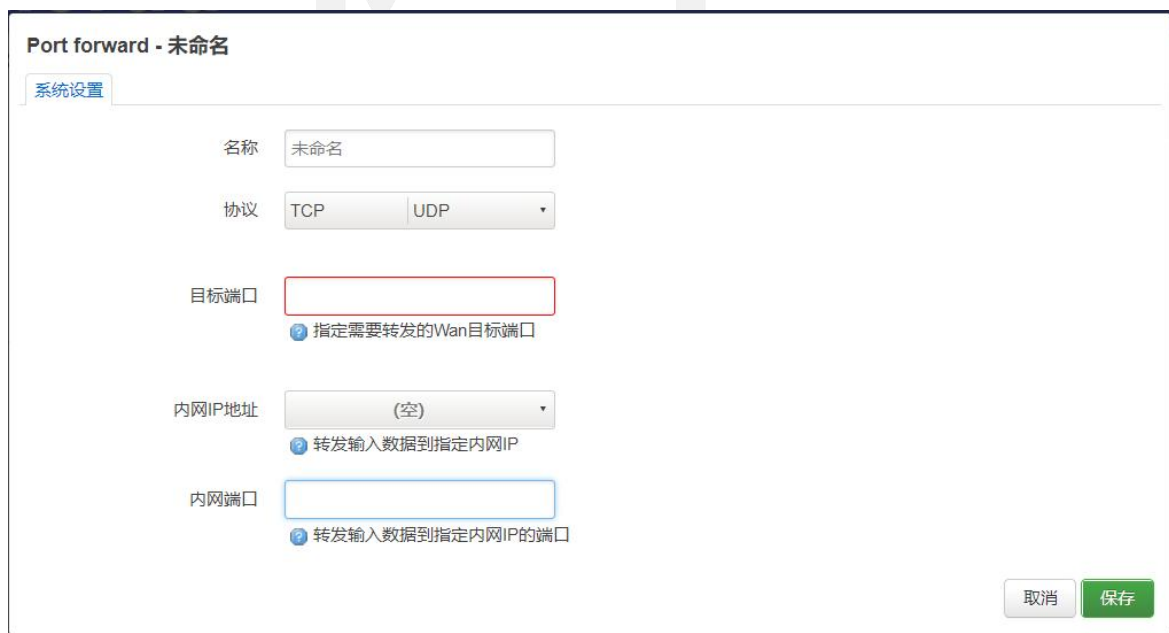 Port forward - 未命名
系统设置
名称 未命名
协议 TCP UDP
目标端口
指定需要转发的Wan目标端口
内网IP地址 (空)
转发输入数据到指定内网IP
内网端口
转发输入数据到指定内网IP的端口
取消 保存